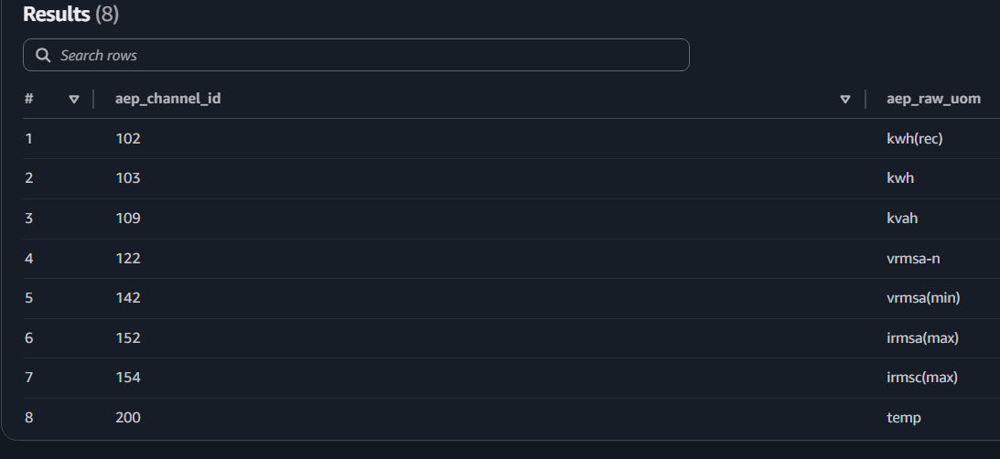 Results (8)
Search rows
# aep_channel_id aep_raw_uom
1 102 kwh(rec)
2 103 kwh
3 109 kvah
4 122 vrmsa-n
5 142 vrmsa(min)
6 152 irmsa(max)
7 154 irmsc(max)
8 200 temp